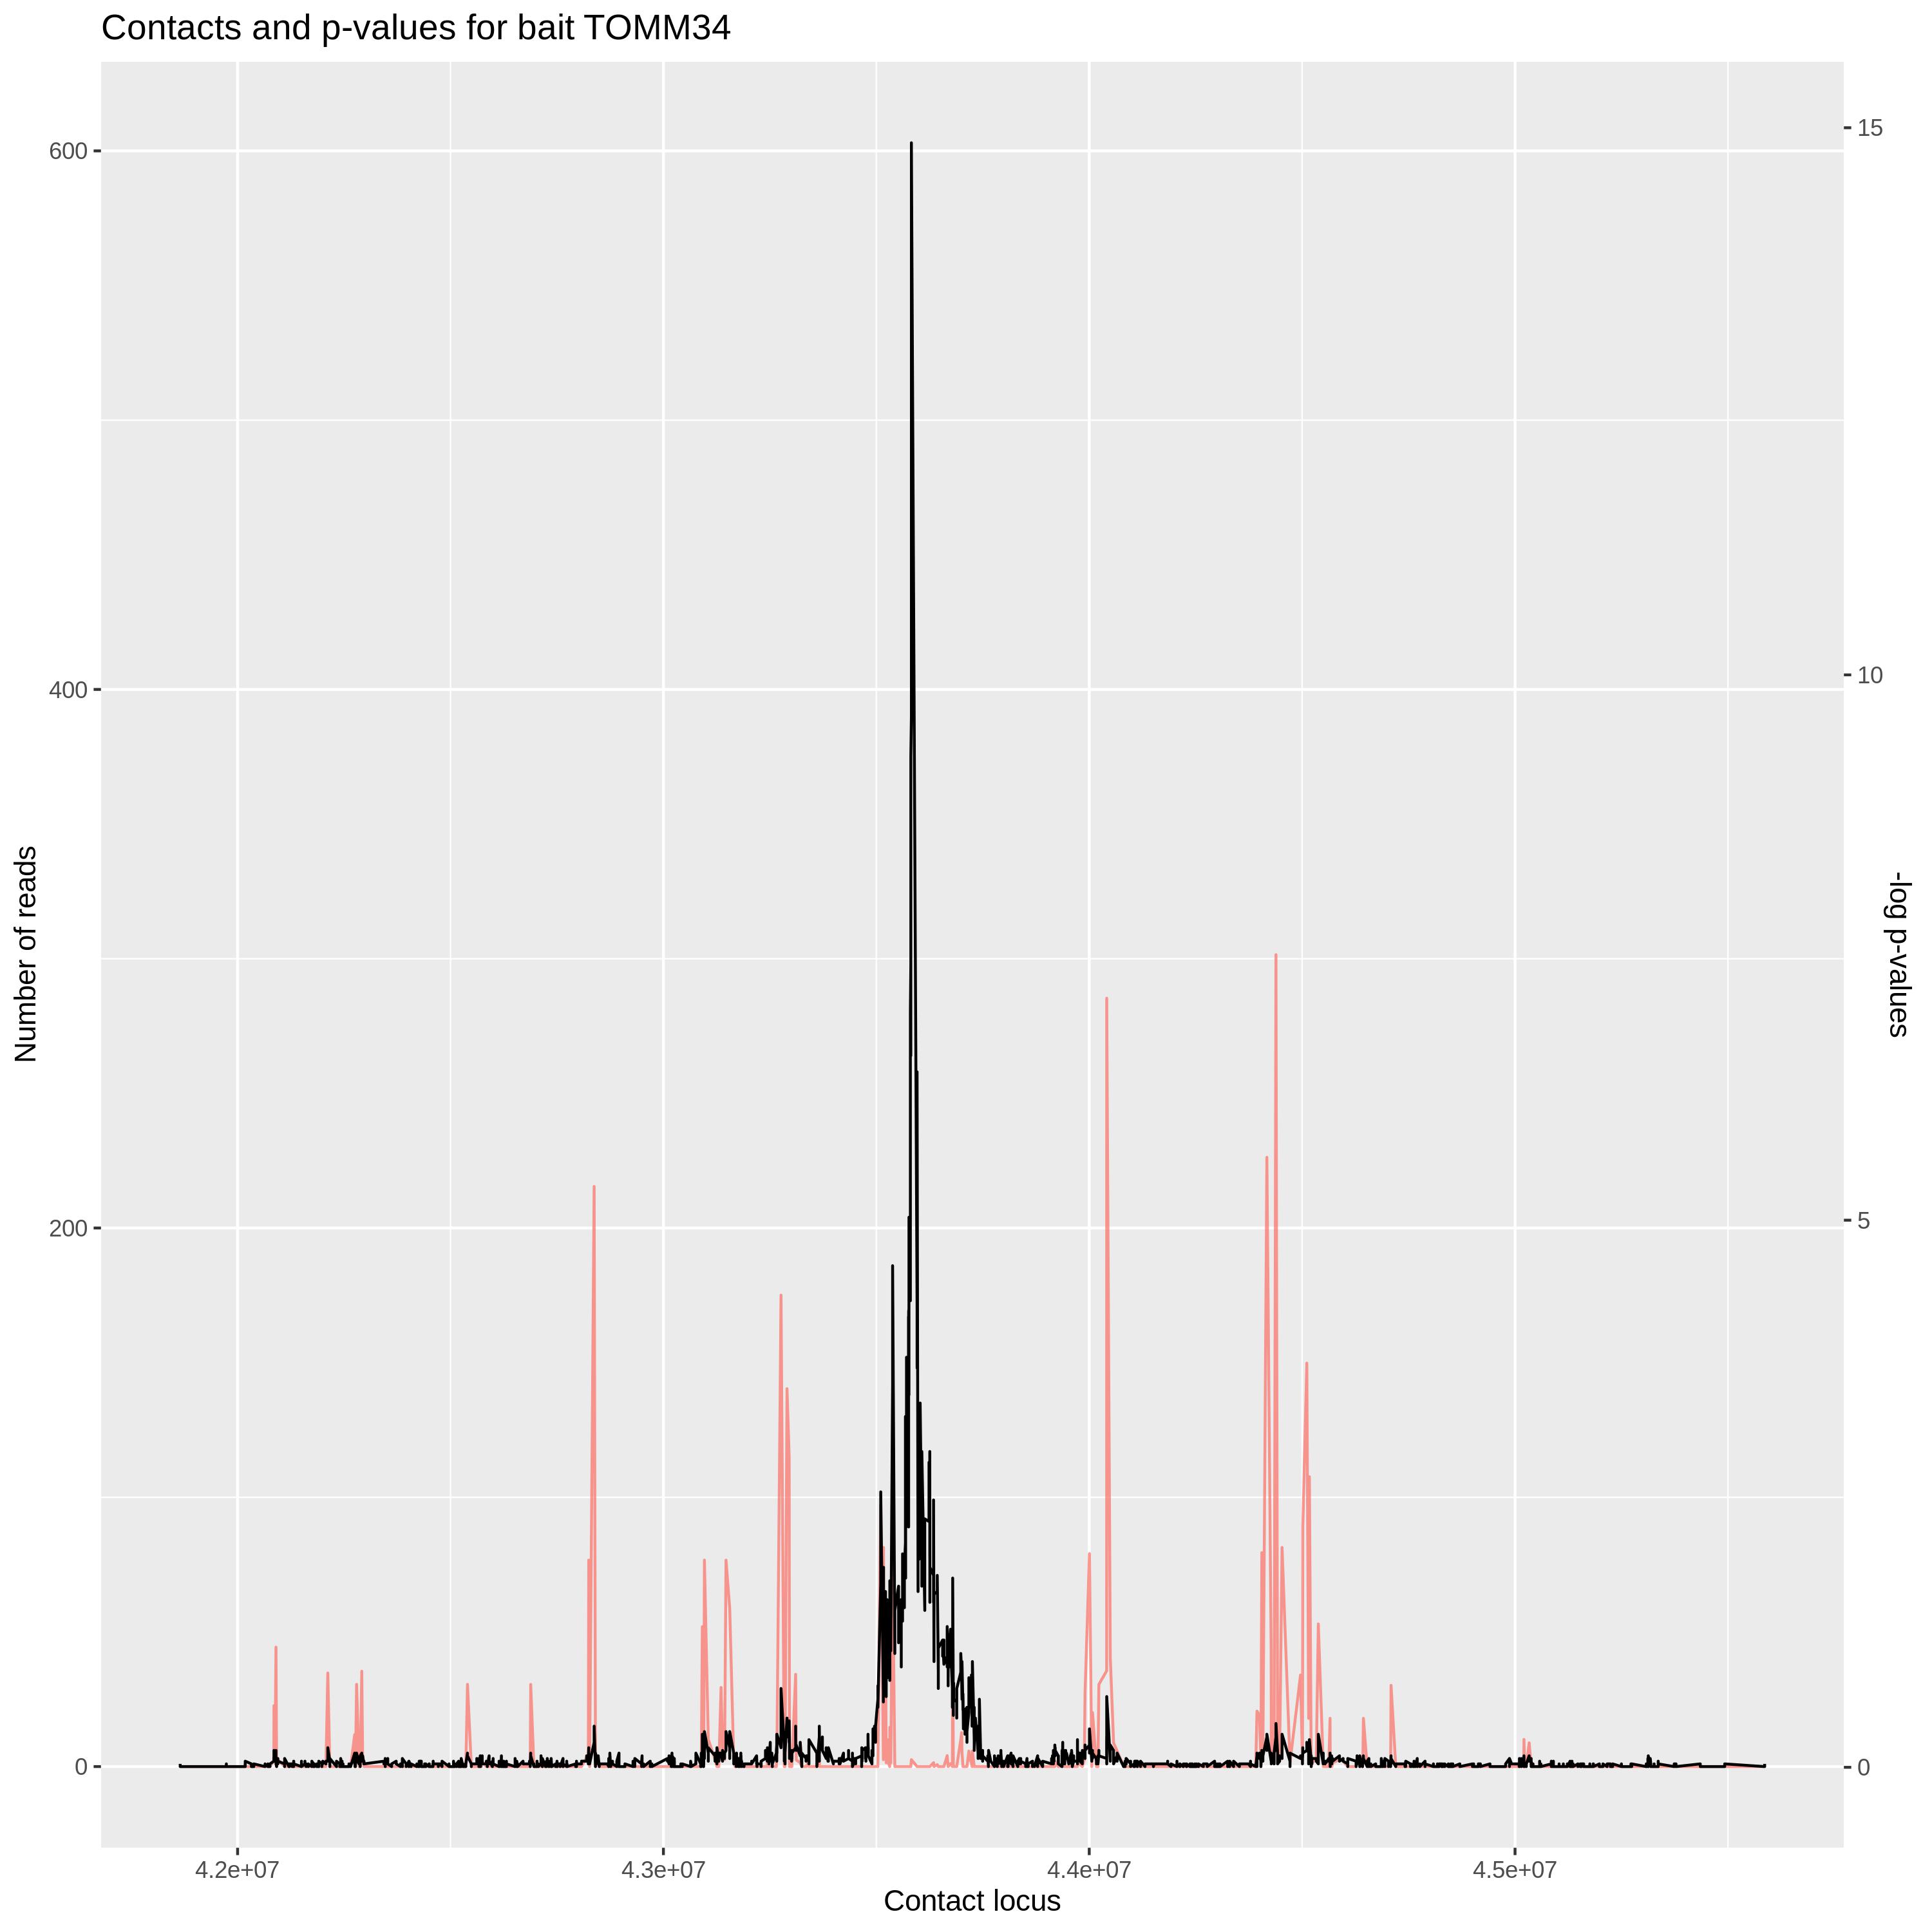 Contacts and p-values for bait TOMM34
600
400
200
0
15
10
5
0
Number of reads
-log p-values
4.2e+07 4.3e+07 4.4e+07 4.5e+07
Contact locus